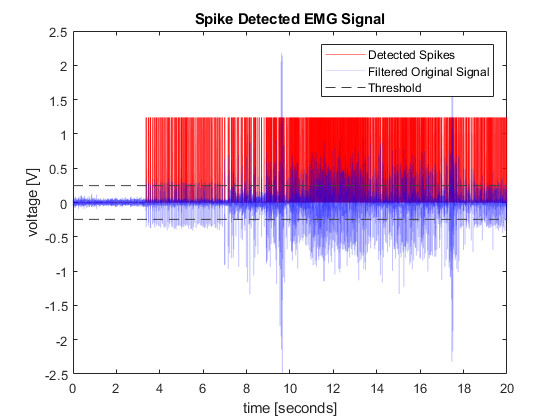 Spike Detected EMG Signal
2.5
2
1.5
1
0.5
0
-0.5
-1
-1.5
-2
-2.5
voltage [V]
Detected Spikes
Filtered Original Signal
Threshold
0 2 4 6 8 10 12 14 16 18 20
time [seconds]